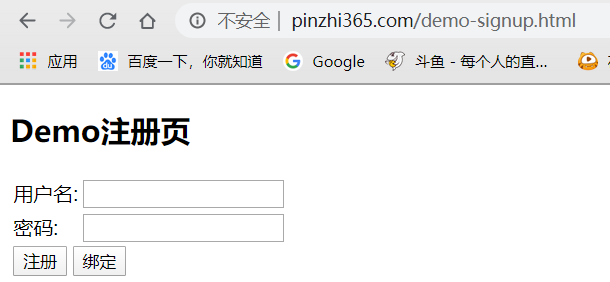 不安全 | pinzhi365.com/demo-signup.html
应用 百度一下，你就知道 Google 斗鱼 - 每个人的直...
Demo注册页
用户名:
密码:
注册 绑定